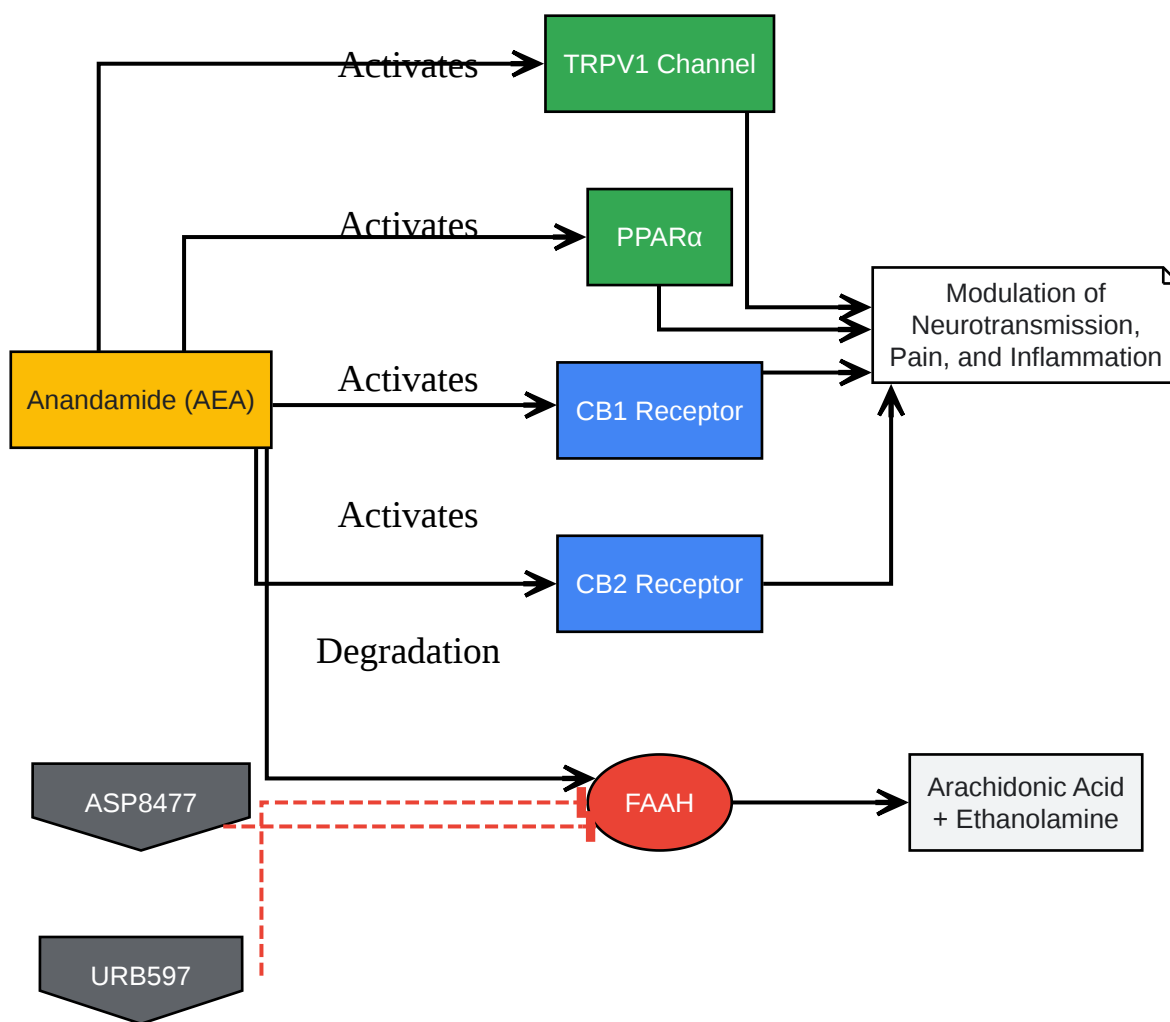 Activates
TRPV1 Channel
Activates
PPARα
Modulation of
Neurotransmission,
Pain, and Inflammation
Anandamide (AEA)
Activates
CB1 Receptor
Activates
CB2 Receptor
Degradation
ASP8477
FAAH
Arachidonic Acid
+ Ethanolamine
URB597